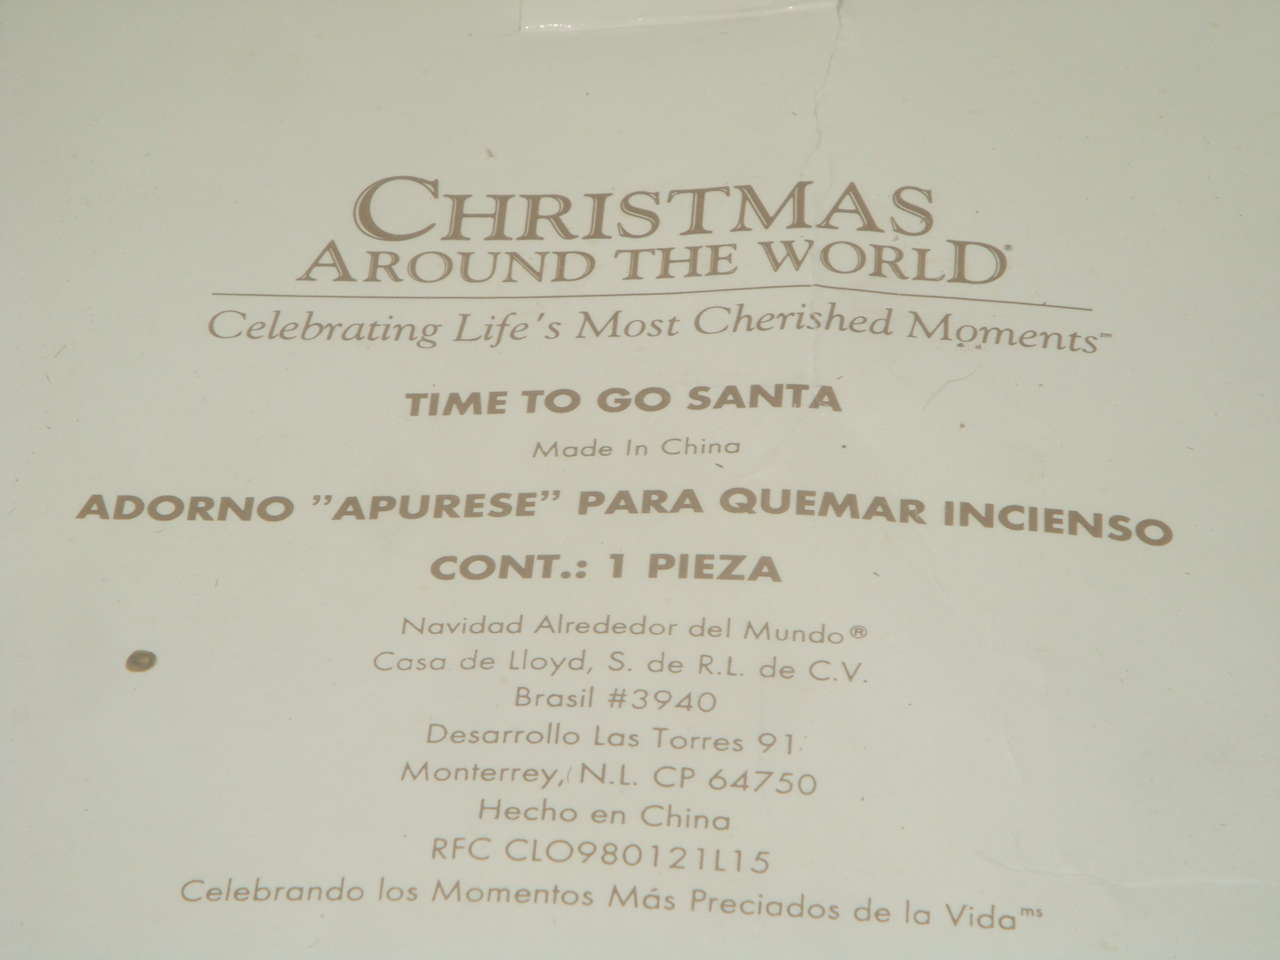 CHRISTMAS
AROUND THE WORLD®
Celebrating Life's Most Cherished Moments™
TIME TO GO SANTA
Made In China
ADORNO "APURESE" PARA QUEMAR INCIENSO
CONT.: 1 PIEZA
Navidad Alrededor del Mundo®
Casa de Lloyd, S. de R.L. de C.V.
Brasil #3940
Desarrollo Las Torres 91
Monterrey, N.L. CP 64750
Hecho en China
RFC CLO980121L15
Celebrando los Momentos Más Preciados de la Vida ms